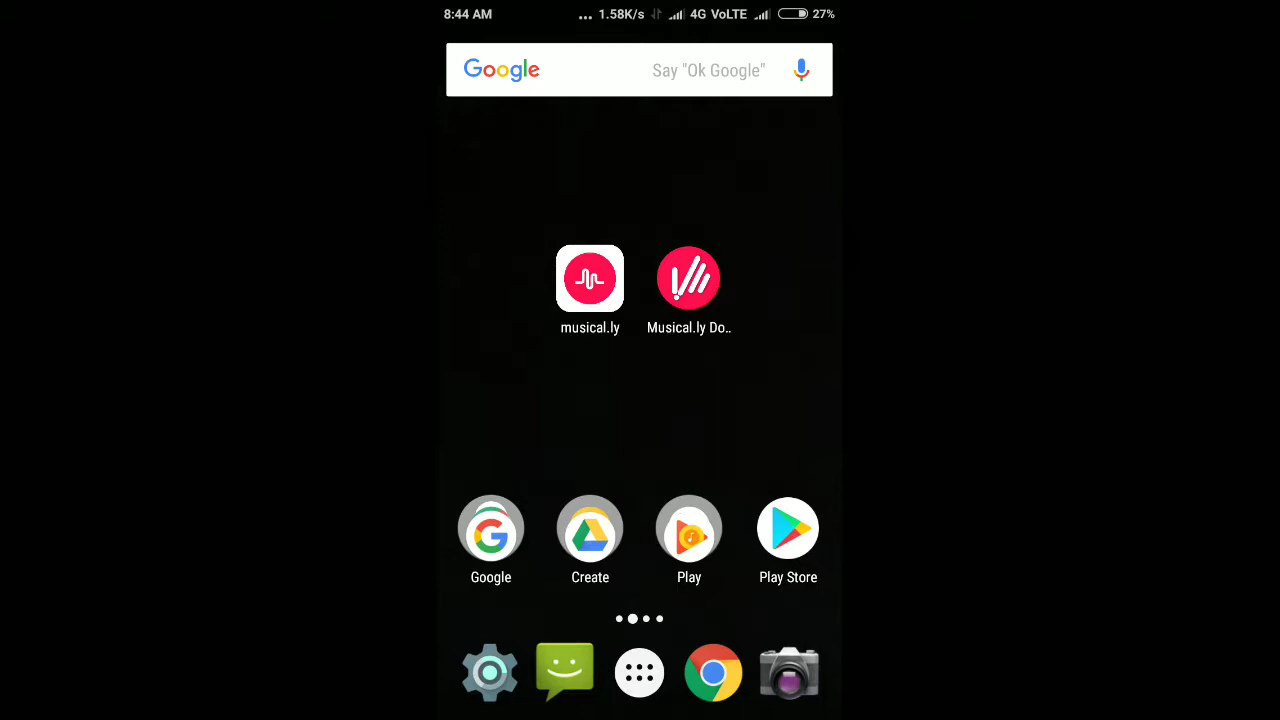 8:44 AM ... 1.58K/s 4G VoLTE 27%
Google Say "Ok Google"
musical.ly Musical.ly Do..
Google Create Play Play Store